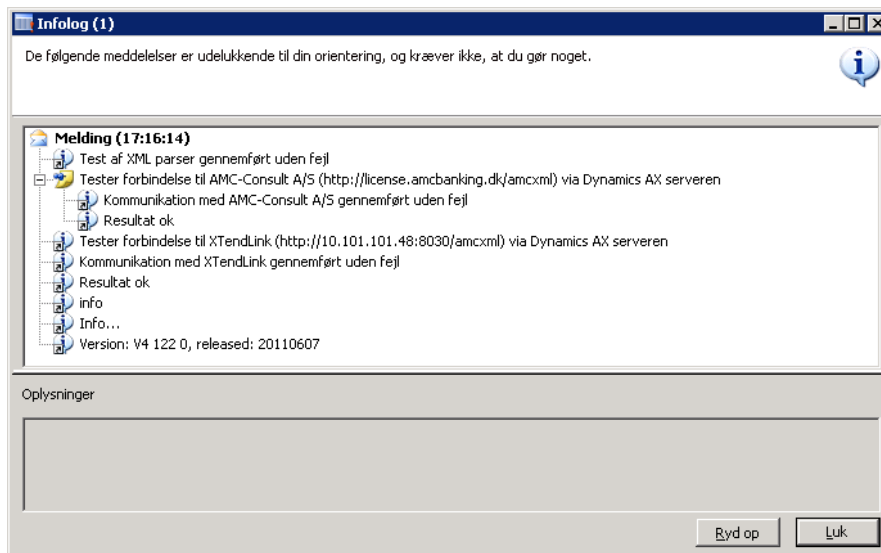 Infolog (1)
De følgende meddelelser er udelukkende til din orientering, og kræver ikke, at du gør noget.
Melding (17:16:14)
Test af XML parser gennemført uden fejl
Tester forbindelse til AMC-Consult A/S (http://license.amcbanking.dk/amcxml) via Dynamics AX serveren
Kommunikation med AMC-Consult A/S gennemført uden fejl
Resultat ok
Tester forbindelse til XTendLink (http://10.101.101.48:8030/amcxml) via Dynamics AX serveren
Kommunikation med XTendLink gennemført uden fejl
Resultat ok
info
Info...
Version: V4 122 0, released: 20110607
Oplysninger
Ryd op
Luk